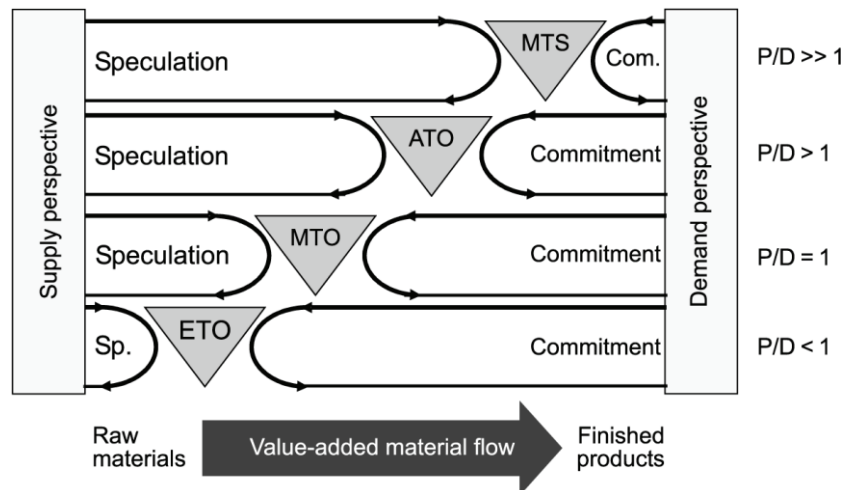 Supply perspective
Speculation
MTS
Com.
P/D >> 1
Speculation
ATO
Commitment
P/D > 1
Speculation
MTO
Commitment
P/D = 1
Sp.
ETO
Commitment
P/D < 1
Demand perspective
Raw
materials
Value-added material flow
Finished
products